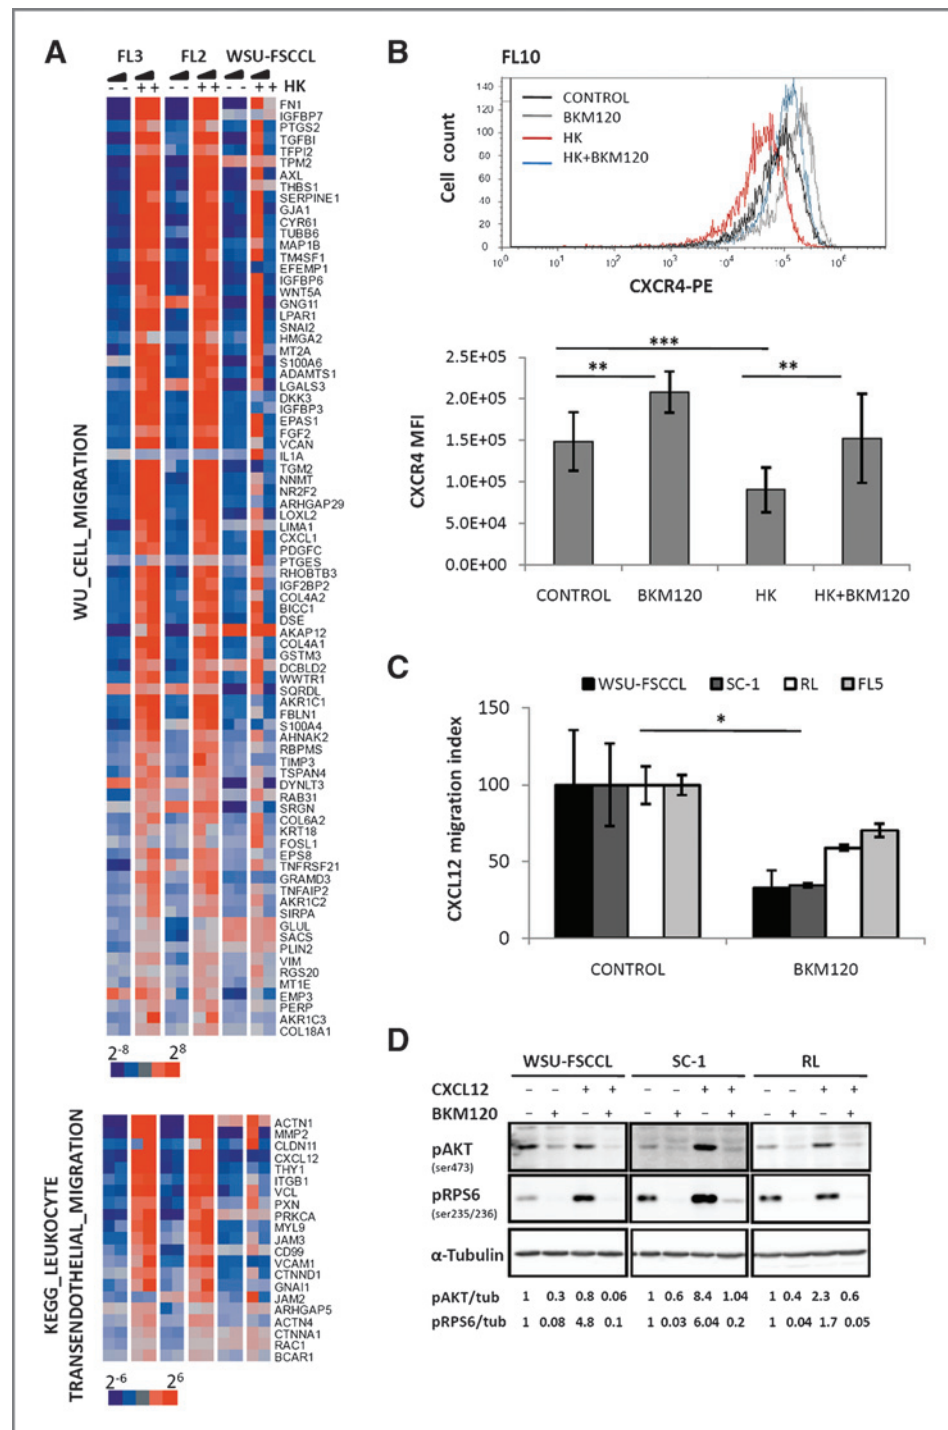 A
FL3 FL2 WSU-FSCCL
- - + + - - + + - - + + HK
FN1
IGFBP7
PTGS2
TGFBI
TFPI2
TPM2
AXL
THBS1
SERPINE1
GJA1
CYR61
TUBB6
MAP1B
TM4SF1
EFEMP1
IGFBP6
WNT5A
GNG11
LPAR1
SNAI2
HMGA2
MT2A
S100A6
ADAMTS1
LGALS3
DKK3
IGFBP3
EPAS1
FGF2
VCAN
IL1A
TGM2
NNMT
NR2F2
ARHGAP29
LOXL2
LIMA1
CXCL1
PDGFC
PTGES
RHOBTB3
IGF2BP2
COL4A2
BICC1
DSE
AKAP12
COL4A1
GSTM3
DCBLD2
WWTR1
SQRDL
AKR1C1
FBLN1
S100A4
AHNAK2
RBPMS
TIMP3
TSPAN4
DYNLT3
RAB31
SRGN
COL6A2
KRT18
FOSL1
EPS8
TNFRSF21
GRAMD3
TNFAIP2
AKR1C2
SIRPA
GLUL
SACS
PLIN2
VIM
RGS20
MT1E
EMP3
PERP
AKR1C3
COL18A1
WU_CELL_MIGRATION
2-8 28
ACTN1
MMP2
CLDN11
CXCL12
THY1
ITGB1
VCL
PXN
PRKCA
MYL9
JAM3
CD99
VCAM1
CTNND1
GNAI1
JAM2
ARHGAP5
ACTN4
CTNNA1
RAC1
BCAR1
KEGG_LEUKOCYTE
TRANSENDOTHELIAL_MIGRATION
2-6 26
B
FL10
CONTROL
BKM120
HK
HK+BKM120
Cell count
140
120
100
80
60
40
20
0
100 101 102 103 104 105 106
CXCR4-PE
CXCR4 MFI
2.5E+05
2.0E+05
1.5E+05
1.0E+05
5.0E+04
0.0E+00
***
** **
CONTROL BKM120 HK HK+BKM120
C
WSU-FSCCL SC-1 RL FL5
CXCL12 migration index
150
100
50
0
*
CONTROL BKM120
D
WSU-FSCCL SC-1 RL
CXCL12 - - + + - - + + - - + +
BKM120 - + - + - + - + - + - +
pAKT
(ser473)
pRPS6
(ser235/236)
α-Tubulin
pAKT/tub 1 0.3 0.8 0.06 1 0.6 8.4 1.04 1 0.4 2.3 0.6
pRPS6/tub 1 0.08 4.8 0.1 1 0.03 6.04 0.2 1 0.04 1.7 0.05